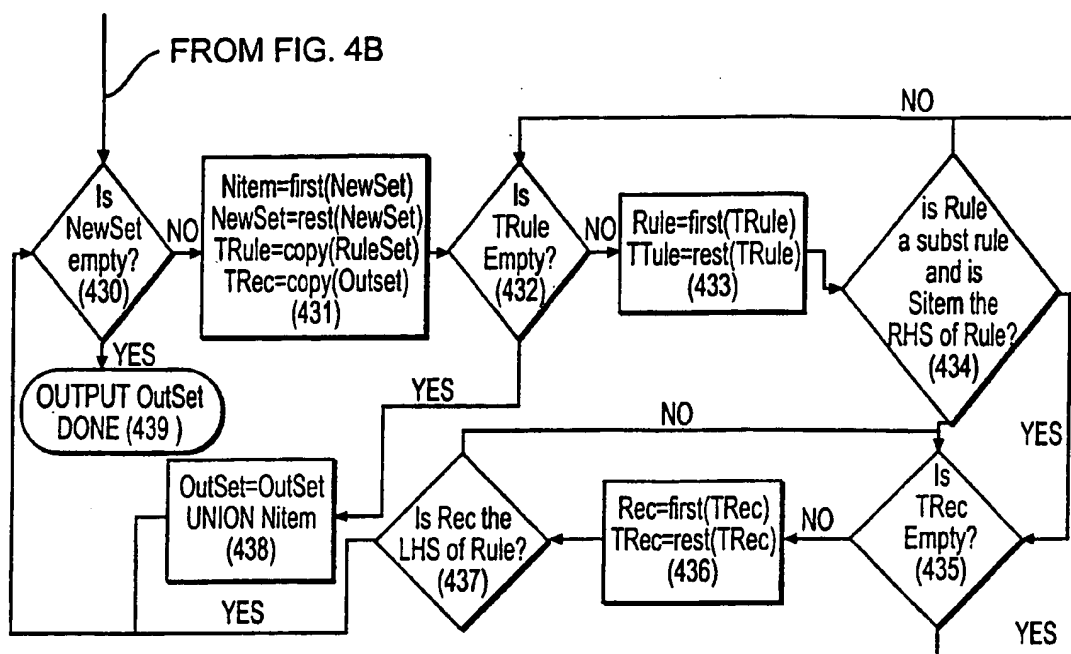 FROM FIG. 4B
NO
Is
NewSet
empty?
(430)
NO
Nitem=first(NewSet)
NewSet=rest(NewSet)
TRule=copy(RuleSet)
TRec=copy(Outset)
(431)
Is
TRule
Empty?
(432)
NO
Rule=first(TRule)
TTule=rest(TRule)
(433)
is Rule
a subst rule
and is
Sitem the
RHS of Rule?
(434)
YES
OUTPUT OutSet
DONE (439 )
YES
NO
YES
OutSet=OutSet
UNION Nitem
(438)
Is Rec the
LHS of Rule?
(437)
Rec=first(TRec)
TRec=rest(TRec)
(436)
NO
Is
TRec
Empty?
(435)
YES
YES